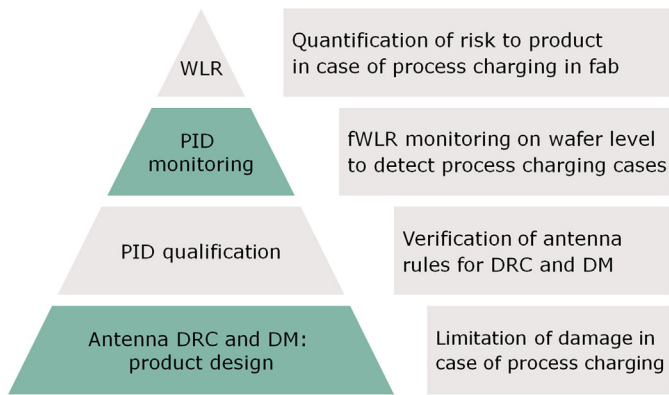 WLR
Quantification of risk to product
in case of process charging in fab
PID
monitoring
fWLR monitoring on wafer level
to detect process charging cases
PID qualification
Verification of antenna
rules for DRC and DM
Antenna DRC and DM:
product design
Limitation of damage in
case of process charging